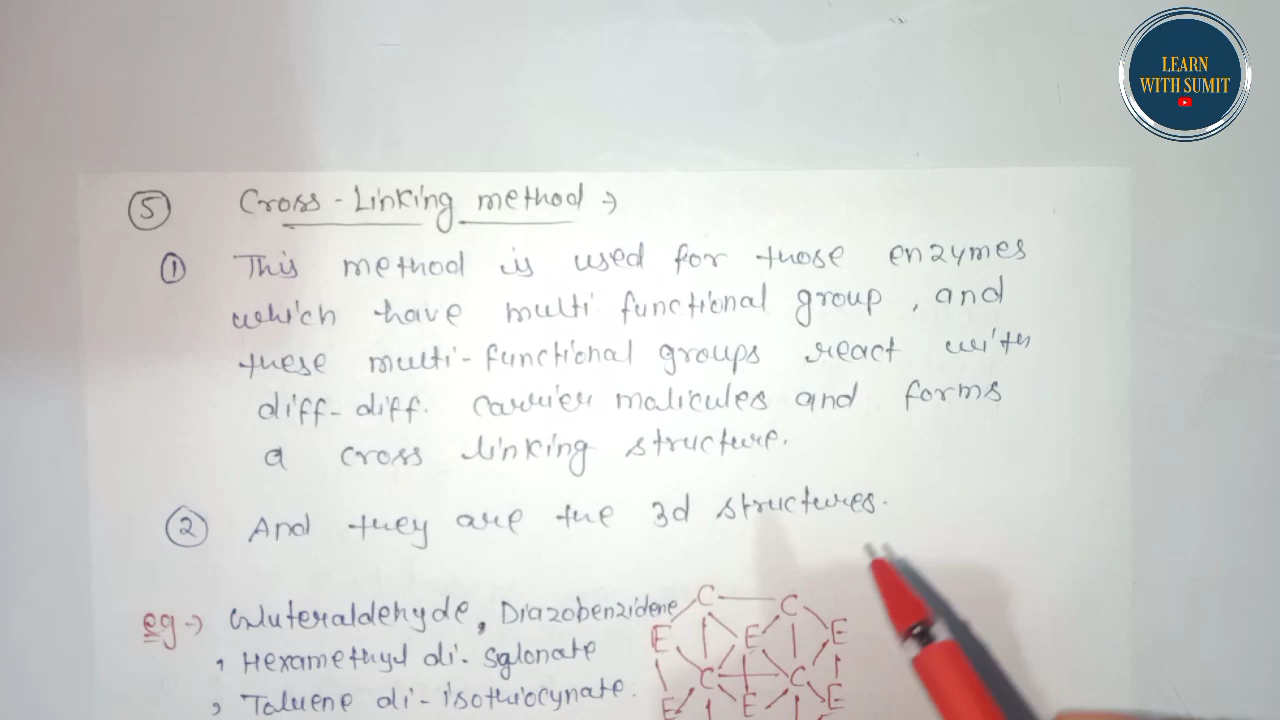 LEARN
WITH SUMIT
5 Cross-Linking method →
1 This method is used for those enzymes
which have multi functional group, and
these multi-functional groups react with
diff-diff. carrier malicules and forms
a cross linking structure.
2 And they are the 3d structures.
eg→ Gluteraldehyde, Diazobenzidene
, Hexamethyl di. Sglonate
, Toluene di-isothiocynate.
C C
E E E
C C
E E E